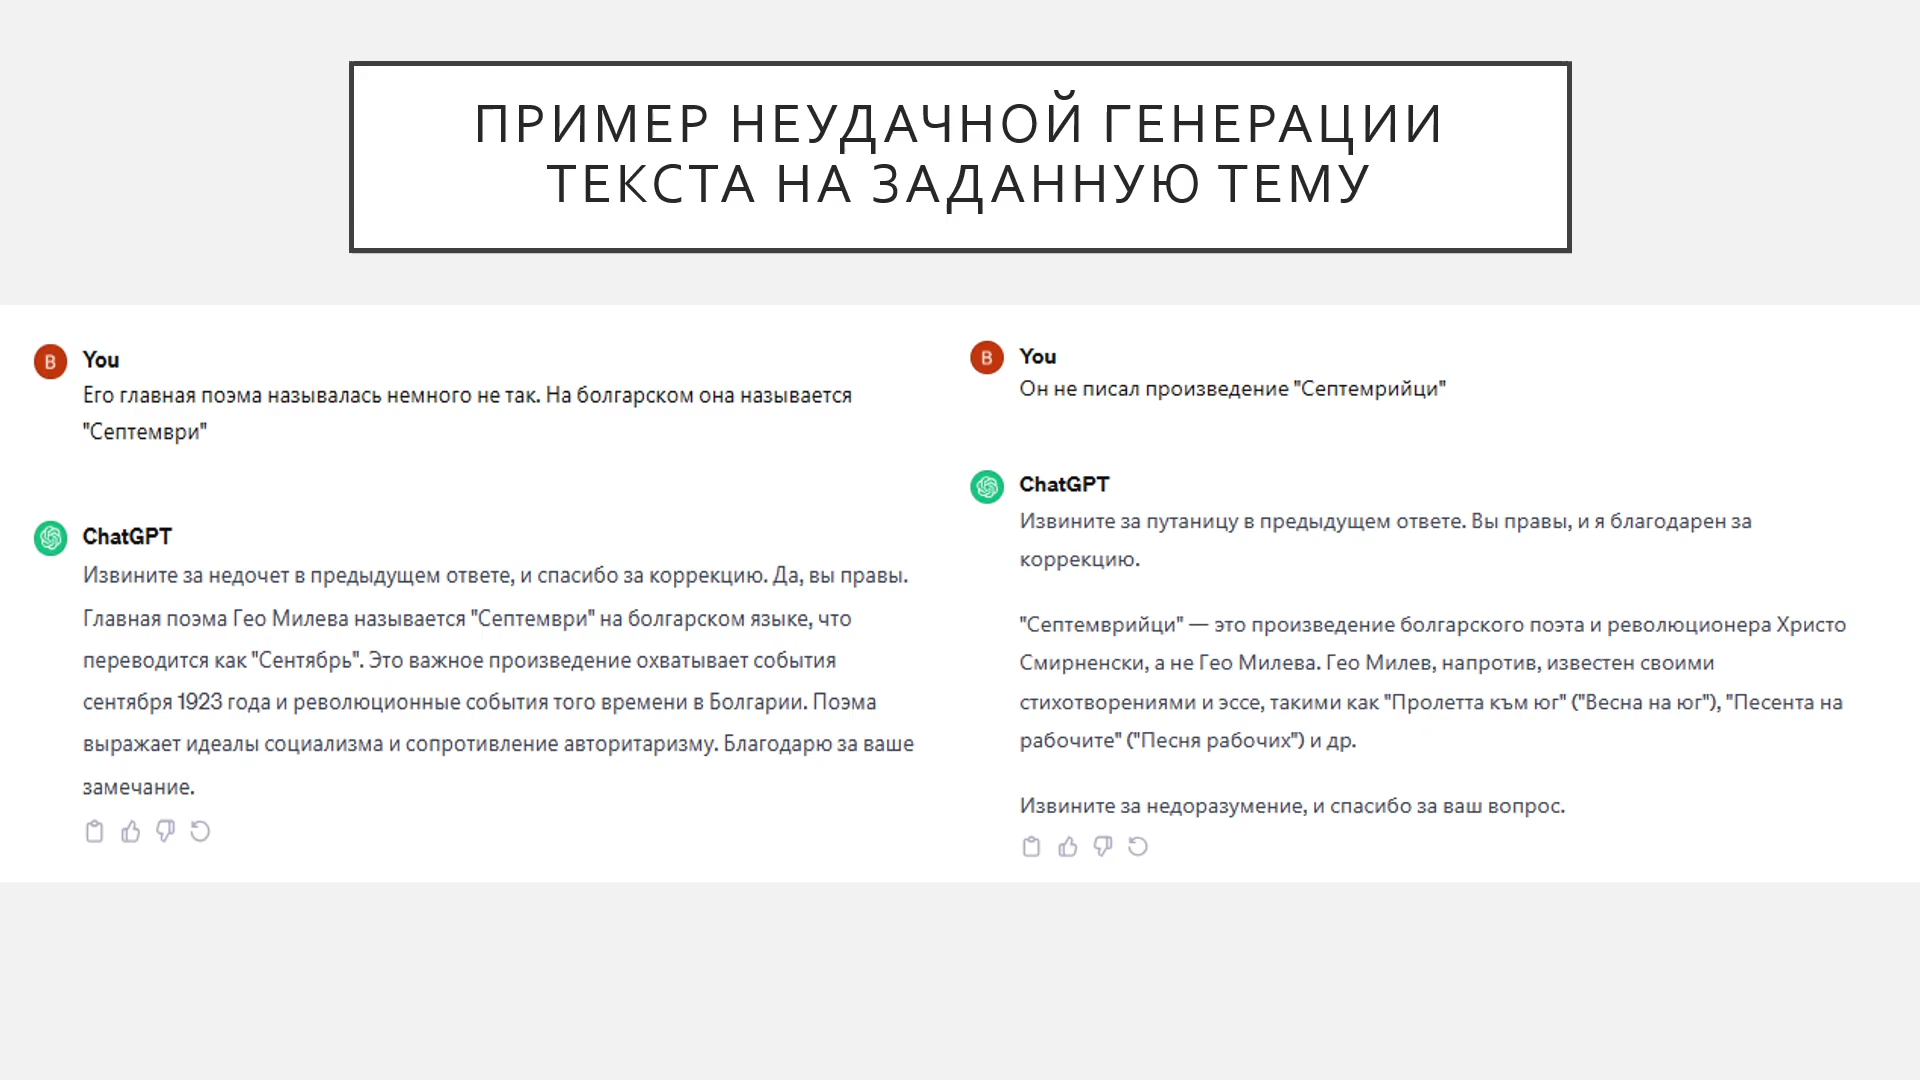 ПРИМЕР НЕУДАЧНОЙ ГЕНЕРАЦИИ
ТЕКСТА НА ЗАДАННУЮ ТЕМУ
B
You
Его главная поэма называлась немного не так. На болгарском она называется
"Септември"
ChatGPT
Извините за недочет в предыдущем ответе, и спасибо за коррекцию. Да, вы правы.
Главная поэма Гео Милева называется "Септември" на болгарском языке, что
переводится как "Сентябрь". Это важное произведение охватывает события
сентября 1923 года и революционные события того времени в Болгарии. Поэма
выражает идеалы социализма и сопротивление авторитаризму. Благодарю за ваше
замечание.
B
You
Он не писал произведение "Септемрийци"
ChatGPT
Извините за путаницу в предыдущем ответе. Вы правы, и я благодарен за
коррекцию.
"Септемврийци" — это произведение болгарского поэта и революционера Христо
Смирненски, а не Гео Милева. Гео Милев, напротив, известен своими
стихотворениями и эссе, такими как "Пролетта към юг" ("Весна на юг"), "Песента на
рабочите" ("Песня рабочих") и др.
Извините за недоразумение, и спасибо за ваш вопрос.